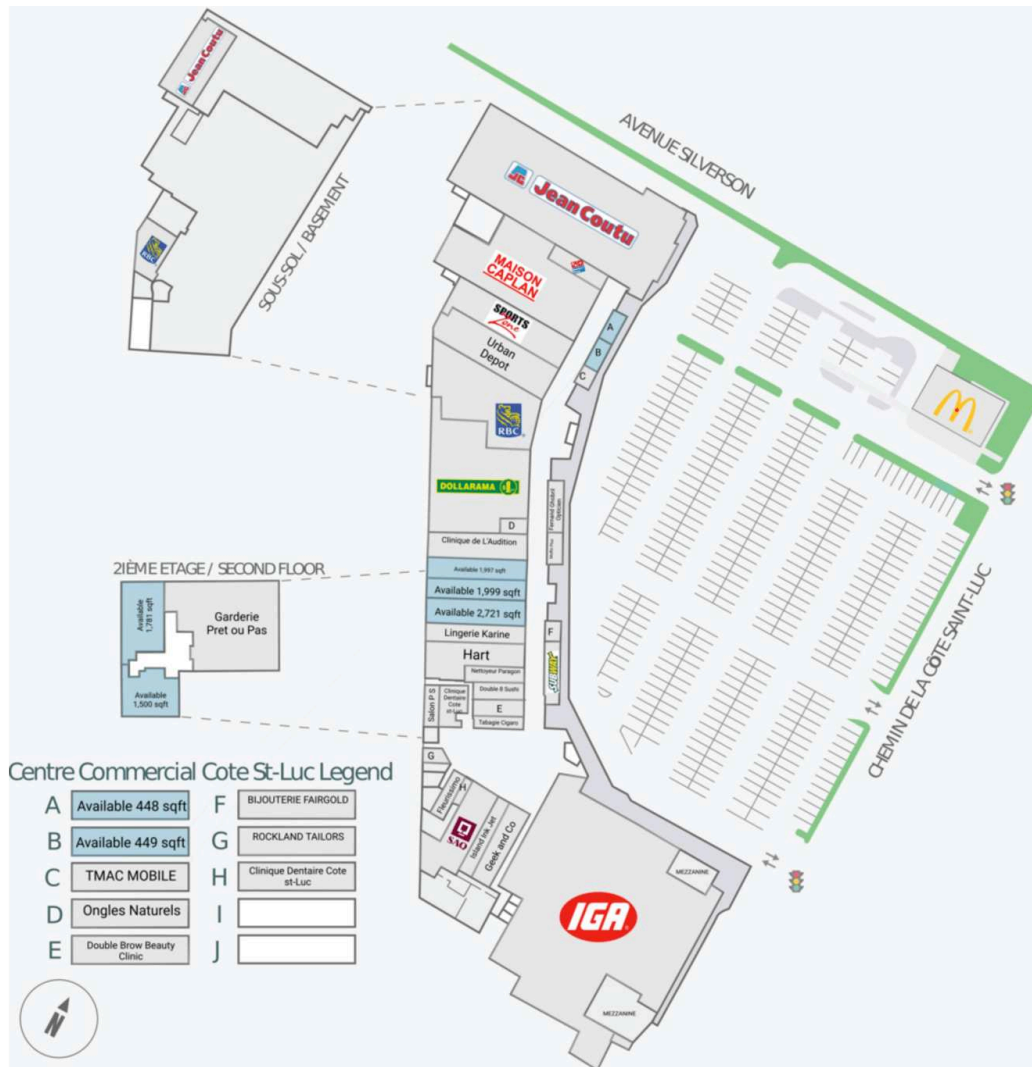 Jean Coutu
AVENUE SILVERSON
JC Jean Coutu
RBC
SOUS-SOL / BASEMENT
MAISON
CAPLAN
SPORTS
Zone
Urban
Depot
A
B
C
RBC
M
DOLLARAMA
D
Clinique de L'Audition
Available 1,997 sqft
Available 1,999 sqft
Available 2,721 sqft
Lingerie Karine
F
Hart
Nettoyeur Paragon
SUBWAY
Salon P S
Clinique
Dentaire
Cote
st-Luc
Double 8 Sushi
E
Tabagie Cigaro
2IÈME ETAGE / SECOND FLOOR
Available
1,781 sqft
Garderie
Pret ou Pas
Available
1,500 sqft
CHEMIN DE LA CÔTE SAINT-LUC
G
Fleurissimo
H
SAQ
Island Ink Jet
Geek and Co
MEZZANINE
IGA
MEZZANINE
Centre Commercial Cote St-Luc Legend
A Available 448 sqft
B Available 449 sqft
C TMAC MOBILE
D Ongles Naturels
E Double Brow Beauty
Clinic
F BIJOUTERIE FAIRGOLD
G ROCKLAND TAILORS
H Clinique Dentaire Cote
st-Luc
I
J
N